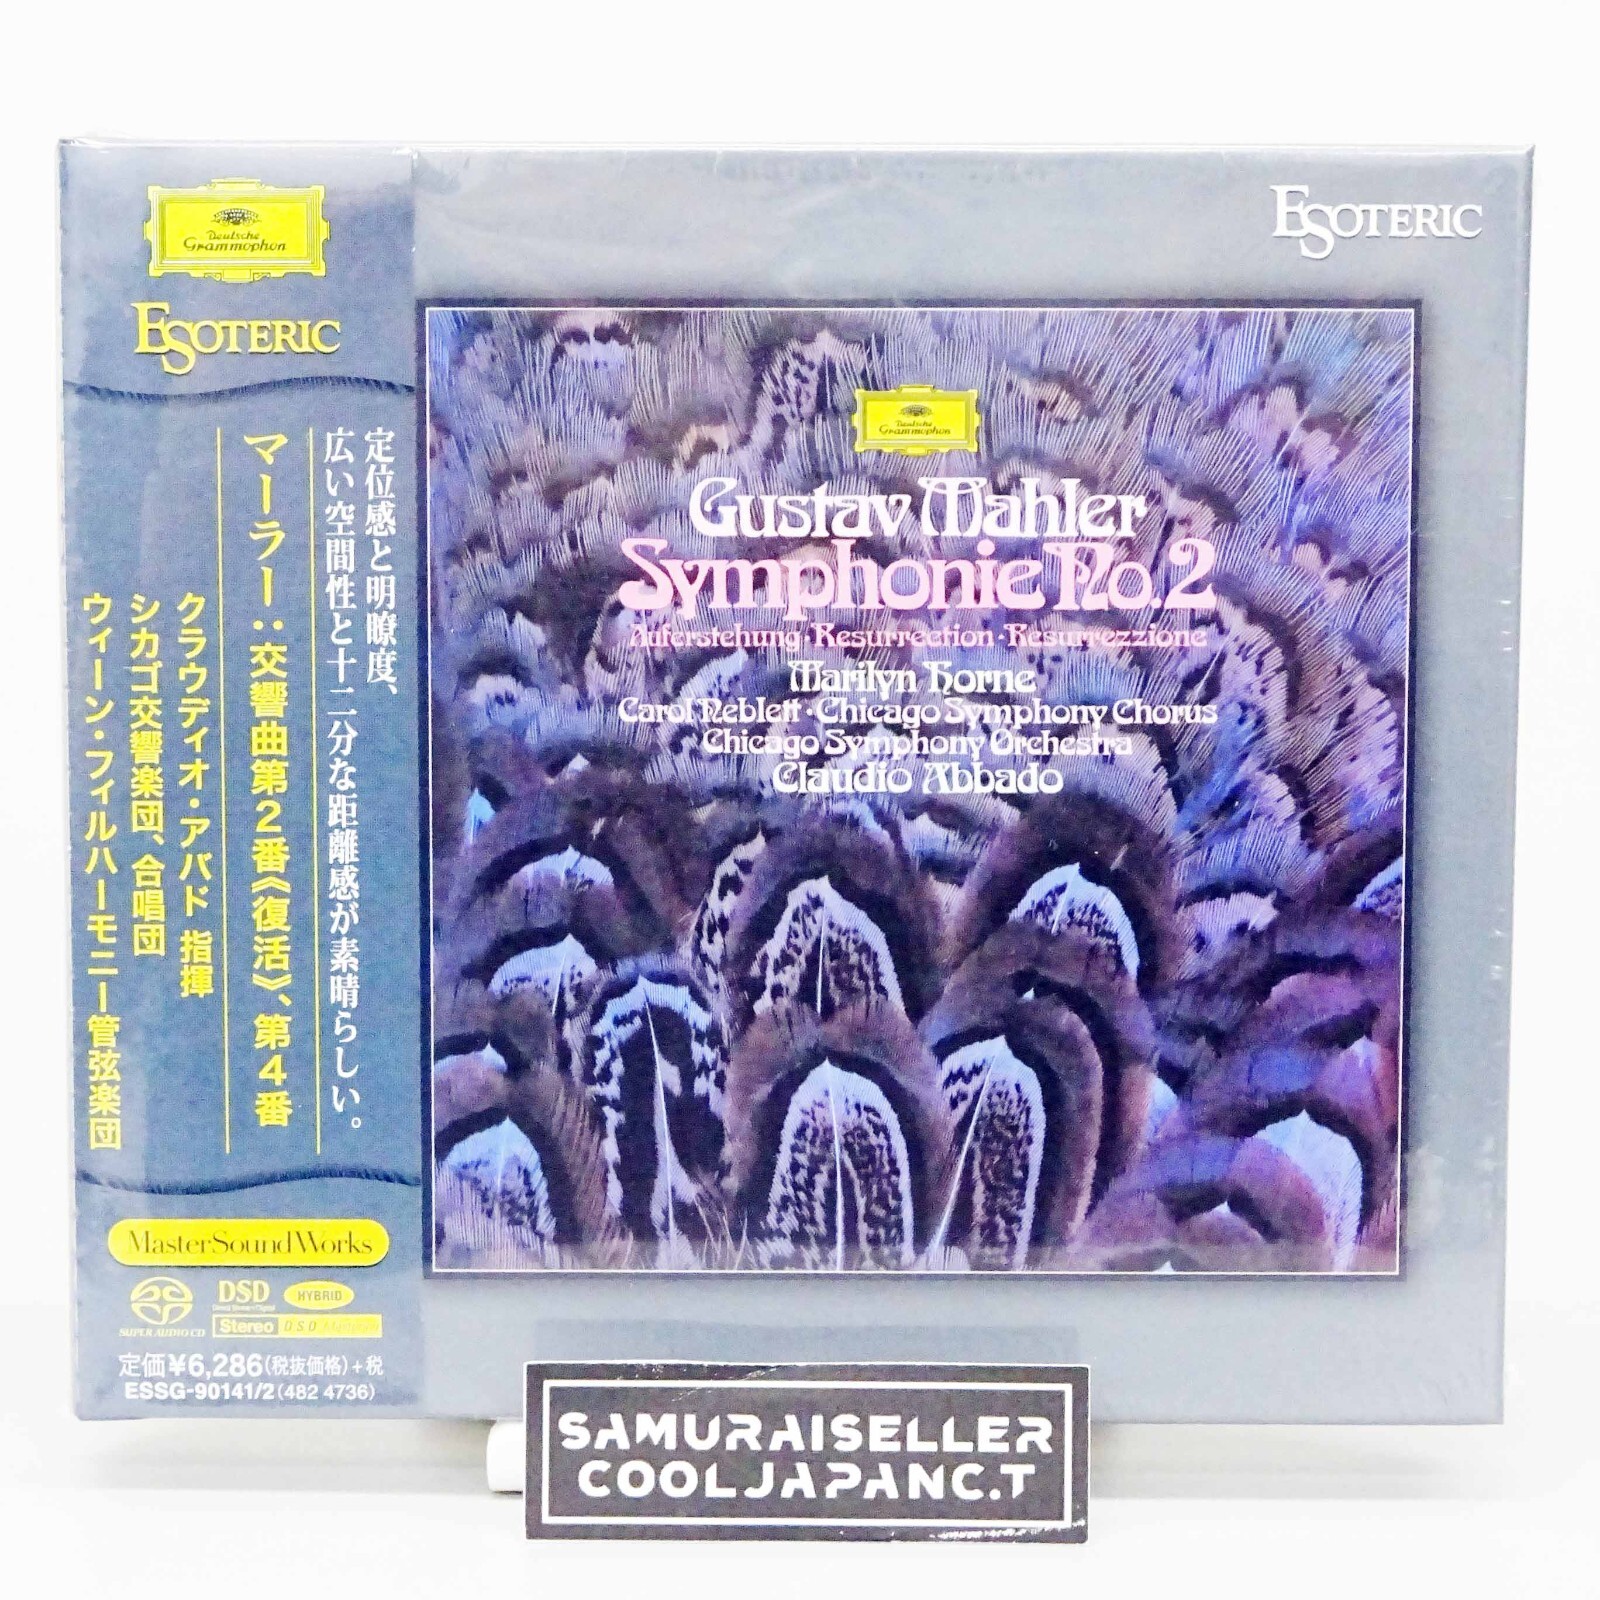 Deutsche
Grammophon
ESOTERIC
定位感と明瞭度、
広い空間性と十二分な距離感が素晴らしい。
マーラー:交響曲第2番《復活》、第4番
クラウディオ・アバド 指揮
シカゴ交響楽団、合唱団
ウィーン・フィルハーモニー管弦楽団
MasterSoundWorks
SUPER AUDIO CD
DSD
Direct Stream Digital
HYBRID
Stereo
DSD Mastering
定価¥6,286(税抜価格)+税
ESSG-90141/2(482 4736)
ESOTERIC
Deutsche
Grammophon
Gustav Mahler
Symphonie No.2
Auferstehung·Resurrection·Resurrezzione
Marilyn Horne
Carol Neblett·Chicago Symphony Chorus
Chicago Symphony Orchestra
Claudio Abbado
SAMURAISELLER
COOLJAPANC.T